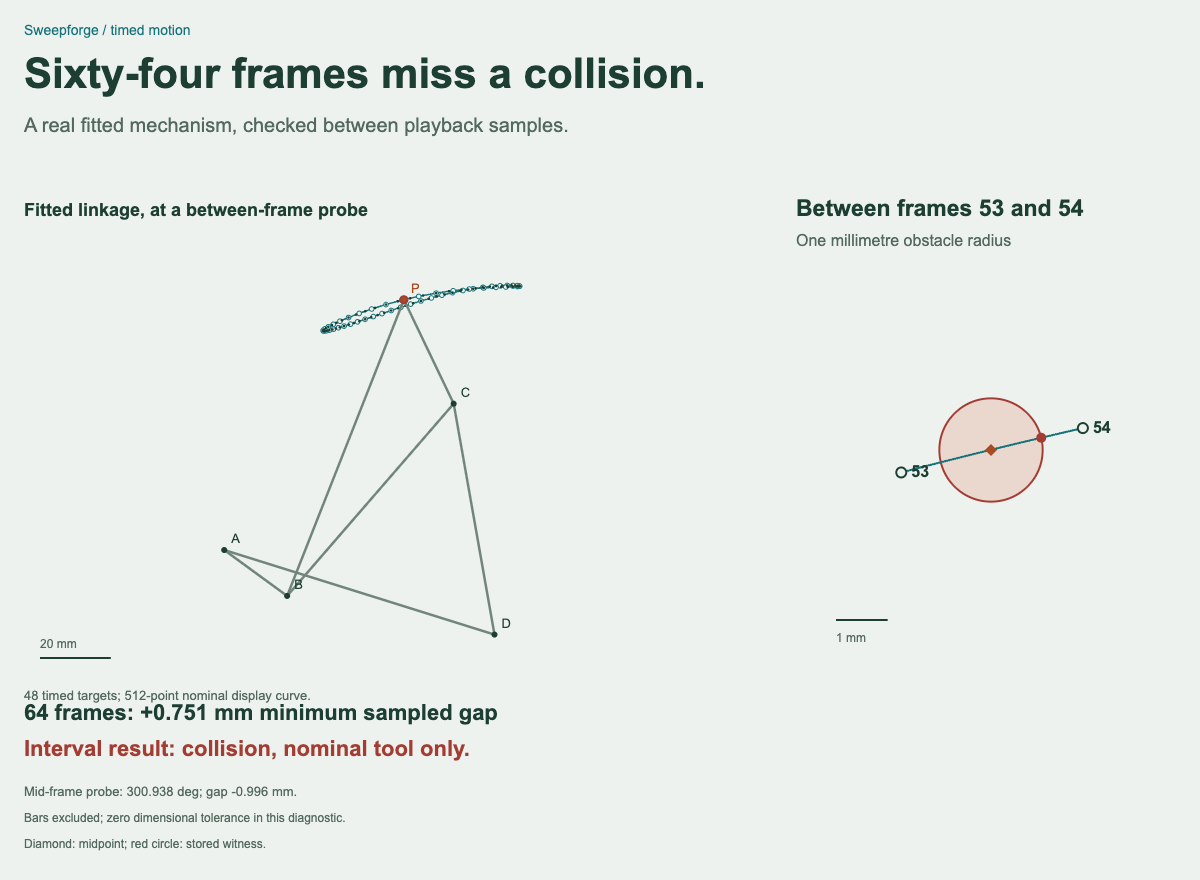 Sweepforge / timed motion
Sixty-four frames miss a collision.
A real fitted mechanism, checked between playback samples.
Fitted linkage, at a between-frame probe
P
C
A
B
D
20 mm
Between frames 53 and 54
One millimetre obstacle radius
54
53
1 mm
48 timed targets; 512-point nominal display curve.
64 frames: +0.751 mm minimum sampled gap
Interval result: collision, nominal tool only.
Mid-frame probe: 300.938 deg; gap -0.996 mm.
Bars excluded; zero dimensional tolerance in this diagnostic.
Diamond: midpoint; red circle: stored witness.